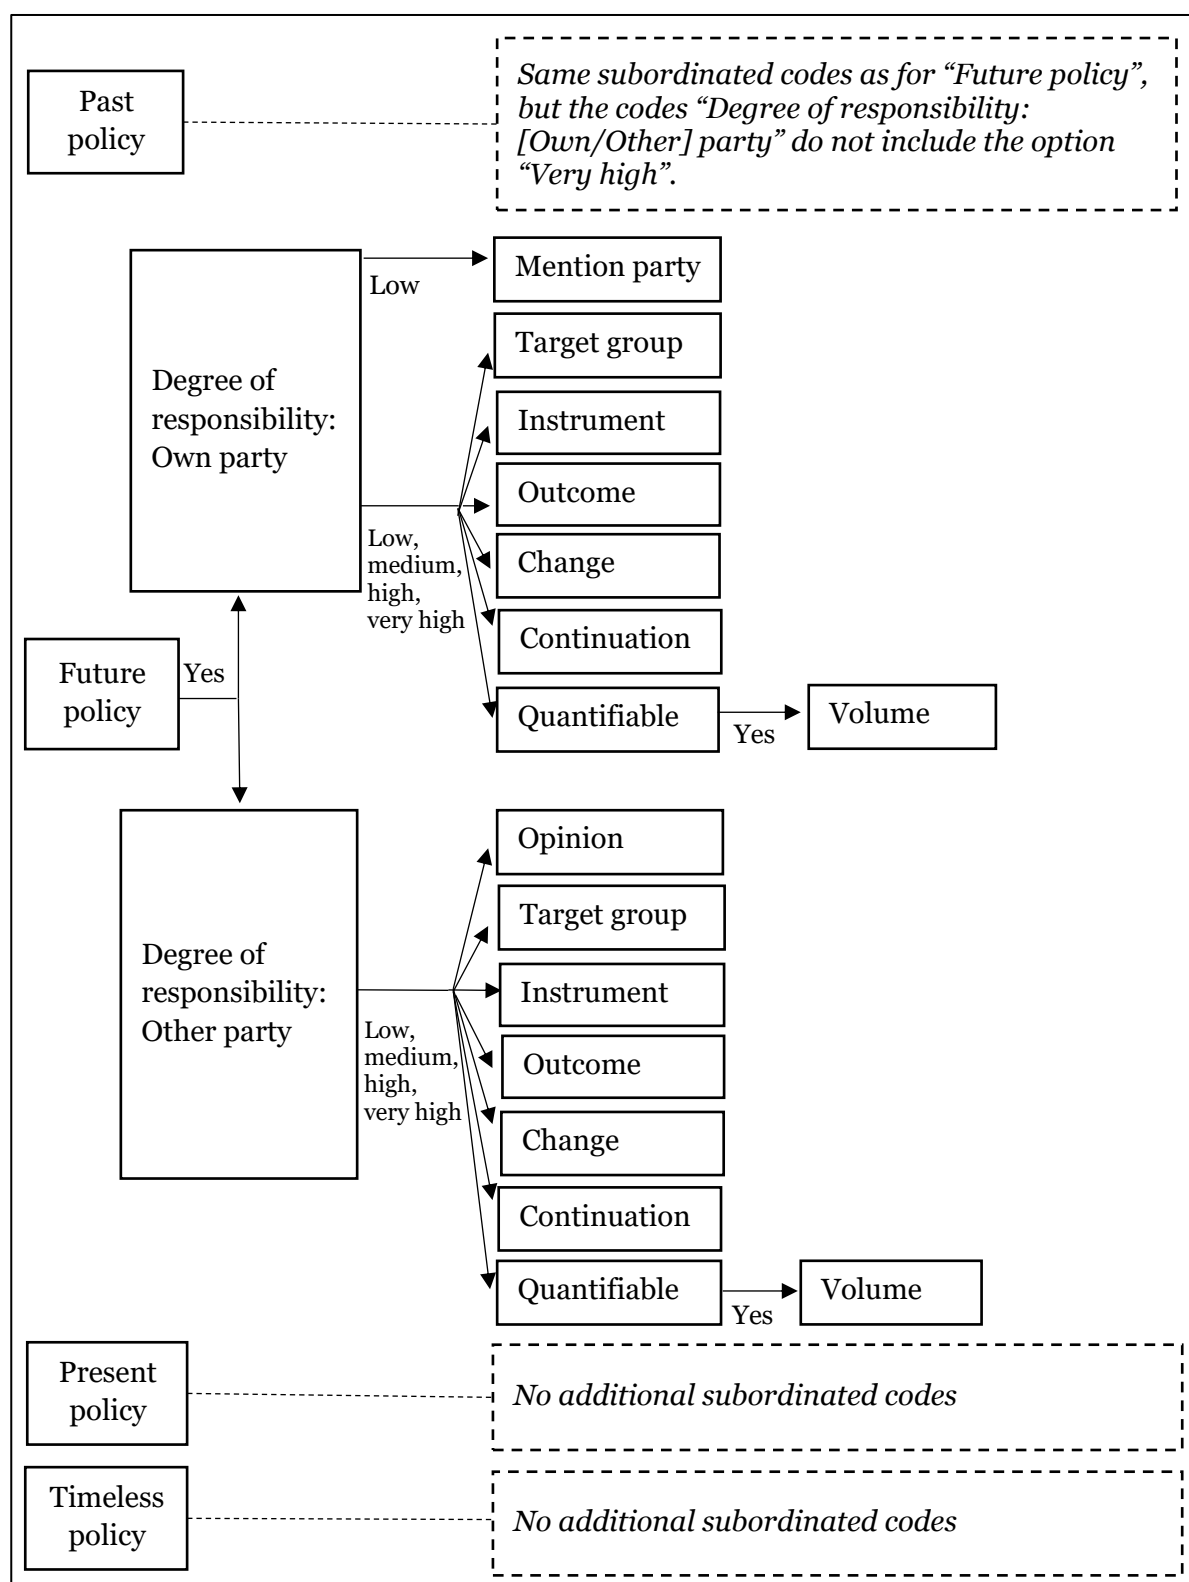 Past
policy
Same subordinated codes as for “Future policy”,
but the codes “Degree of responsibility:
[Own/Other] party” do not include the option
“Very high”.
Degree of
responsibility:
Own party
Low
Mention party
Target group
Instrument
Outcome
Low,
medium,
high,
very high
Change
Continuation
Future
policy
Yes
Quantifiable
Yes
Volume
Degree of
responsibility:
Other party
Low,
medium,
high,
very high
Opinion
Target group
Instrument
Outcome
Change
Continuation
Quantifiable
Yes
Volume
Present
policy
No additional subordinated codes
Timeless
policy
No additional subordinated codes